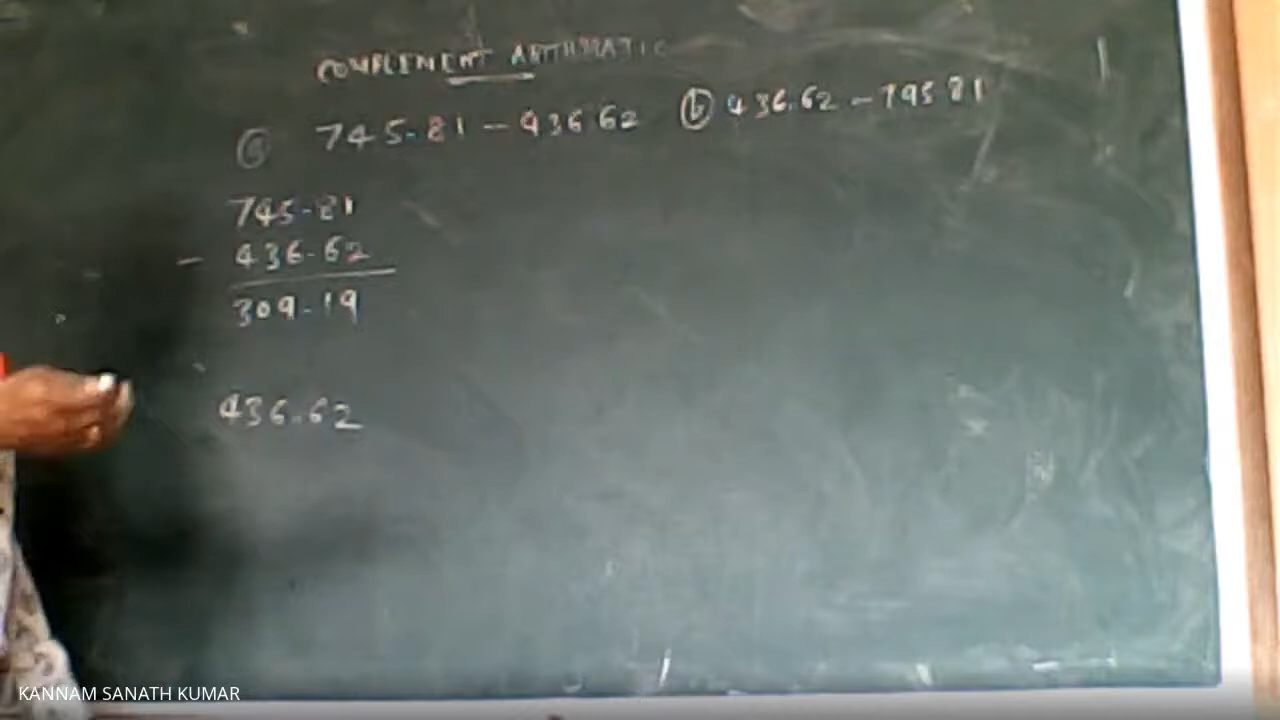 COMPLEMENT ARITHMATIC
ⓐ 745.81 - 436 62 ⓑ 436.62 - 745 81
745.81
- 436.62
309.19
436.62
KANNAM SANATH KUMAR